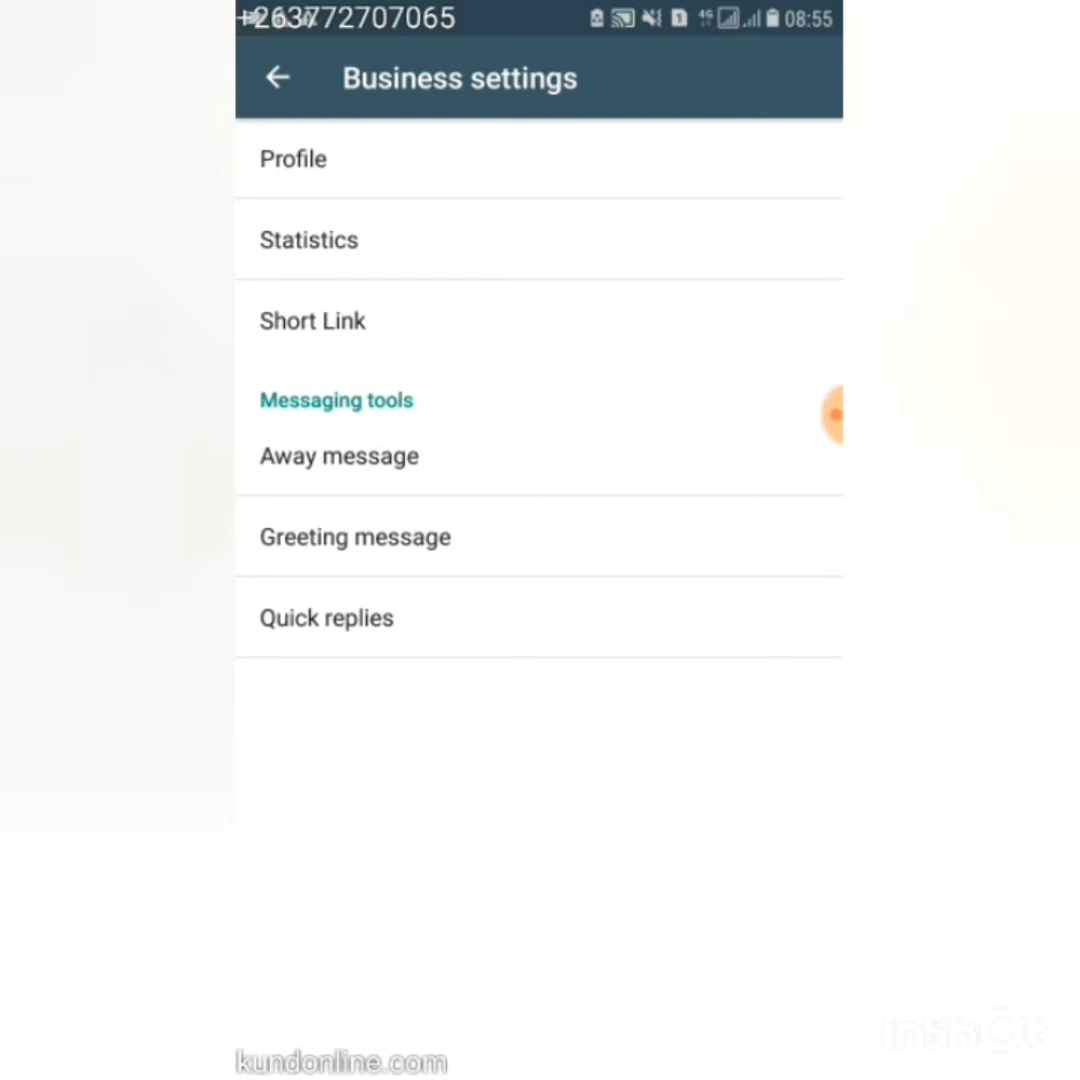 +263772707065
4G 08:55
Business settings
Profile
Statistics
Short Link
Messaging tools
Away message
Greeting message
Quick replies
InShOt
kundonline.com